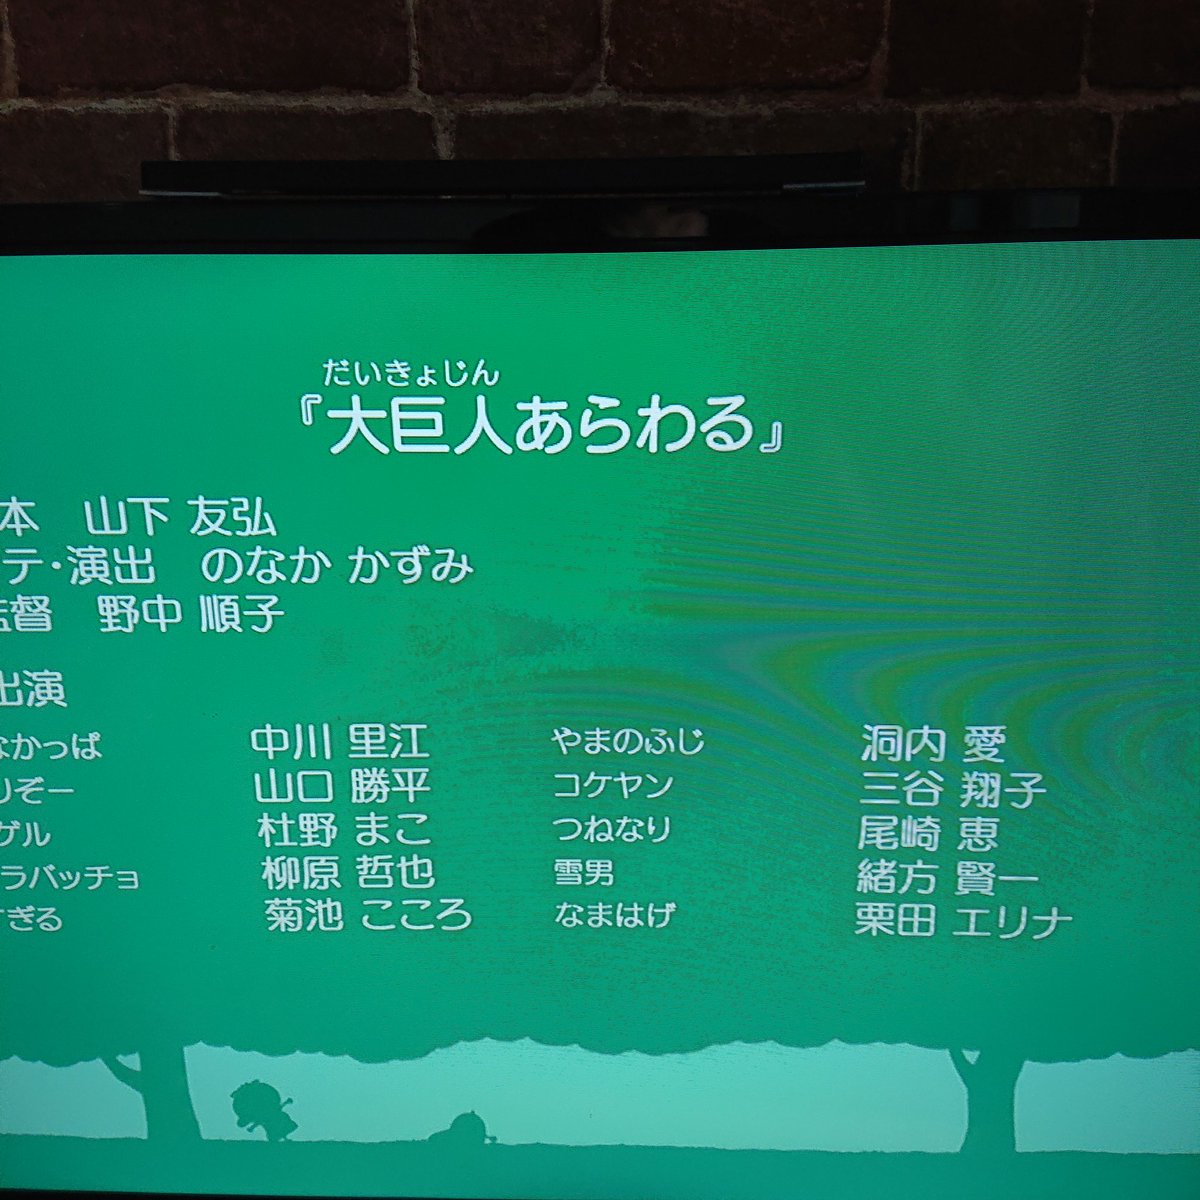 だいきょじん
『大巨人あらわる』
本 山下 友弘
テ・演出 のなか かずみ
監督 野中 順子
出演
なかっぱ 中川 里江 やまのふじ 洞内 愛
りぞー 山口 勝平 コケヤン 三谷 翔子
ゲル 杜野 まこ つねなり 尾崎 恵
ラバッチョ 柳原 哲也 雪男 緒方 賢一
すぎる 菊池 こころ なまはげ 栗田 エリナ